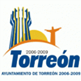 2006-2009
Torreón
AYUNTAMIENTO DE TORREÓN 2006-2009